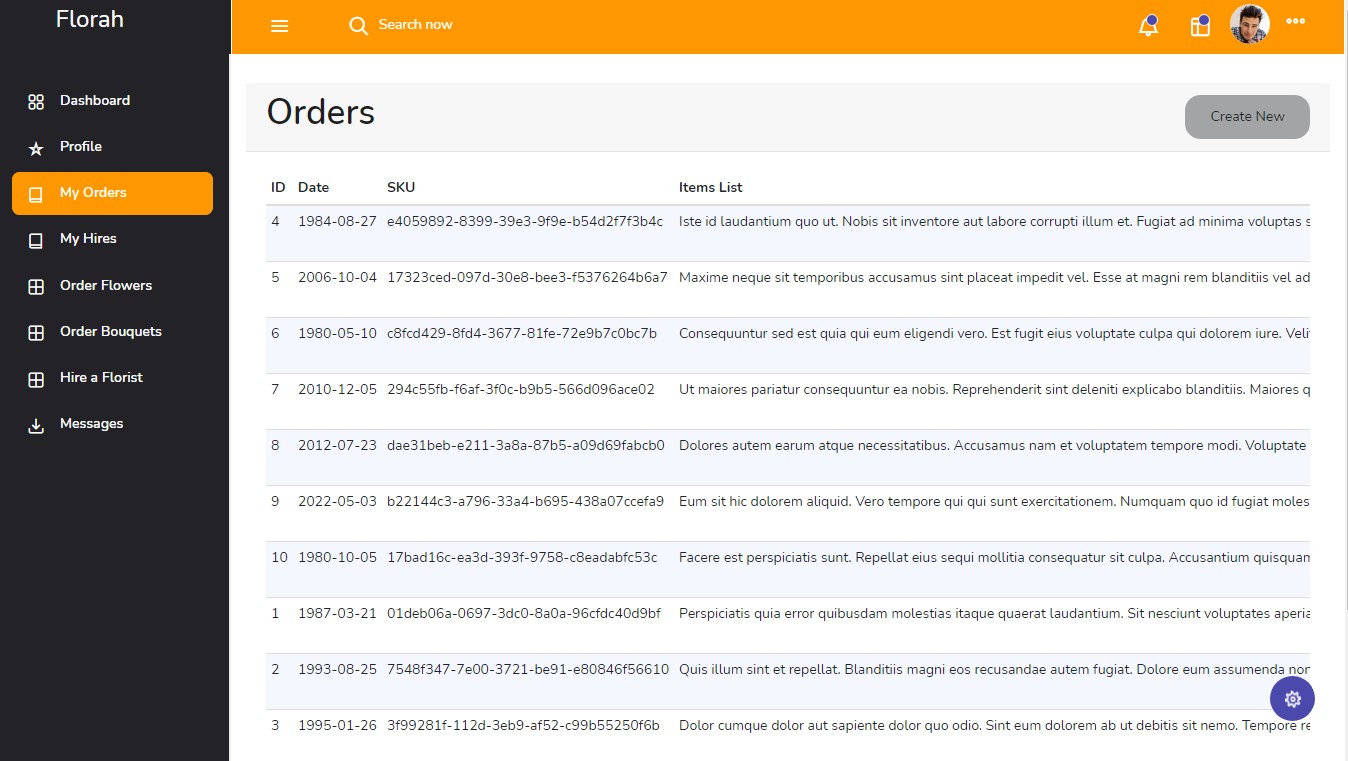 Florah
Search now
Dashboard
Profile
My Orders
My Hires
Order Flowers
Order Bouquets
Hire a Florist
Messages
Orders
Create New
ID Date SKU Items List
4 1984-08-27 e4059892-8399-39e3-9f9e-b54d2f7f3b4c Iste id laudantium quo ut. Nobis sit inventore aut labore corrupti illum et. Fugiat ad minima voluptas s
5 2006-10-04 17323ced-097d-30e8-bee3-f5376264b6a7 Maxime neque sit temporibus accusamus sint placeat impedit vel. Esse at magni rem blanditiis vel ad
6 1980-05-10 c8fcd429-8fd4-3677-81fe-72e9b7c0bc7b Consequuntur sed est quia qui eum eligendi vero. Est fugit eius voluptate culpa qui dolorem iure. Veli
7 2010-12-05 294c55fb-f6af-3f0c-b9b5-566d096ace02 Ut maiores pariatur consequuntur ea nobis. Reprehenderit sint deleniti explicabo blanditiis. Maiores q
8 2012-07-23 dae31beb-e211-3a8a-87b5-a09d69fabcb0 Dolores autem earum atque necessitatibus. Accusamus nam et voluptatem tempore modi. Voluptate
9 2022-05-03 b22144c3-a796-33a4-b695-438a07ccefa9 Eum sit hic dolorem aliquid. Vero tempore qui qui sunt exercitationem. Numquam quo id fugiat moles
10 1980-10-05 17bad16c-ea3d-393f-9758-c8eadabfc53c Facere est perspiciatis sunt. Repellat eius sequi mollitia consequatur sit culpa. Accusantium quisquam
1 1987-03-21 01deb06a-0697-3dc0-8a0a-96cfdc40d9bf Perspiciatis quia error quibusdam molestias itaque quaerat laudantium. Sit nesciunt voluptates aperia
2 1993-08-25 7548f347-7e00-3721-be91-e80846f56610 Quis illum sint et repellat. Blanditiis magni eos recusandae autem fugiat. Dolore eum assumenda non
3 1995-01-26 3f99281f-112d-3eb9-af52-c99b55250f6b Dolor cumque dolor aut sapiente dolor quo odio. Sint eum dolorem ab ut debitis sit nemo. Tempore re